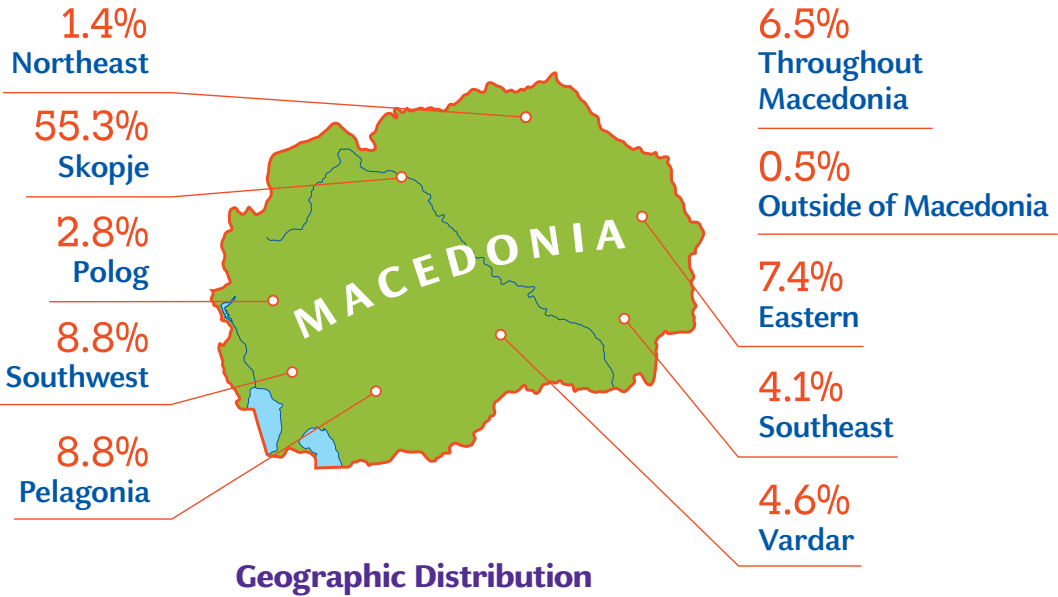 1.4%
Northeast
55.3%
Skopje
2.8%
Polog
8.8%
Southwest
8.8%
Pelagonia
MACEDONIA
6.5%
Throughout
Macedonia
0.5%
Outside of Macedonia
7.4%
Eastern
4.1%
Southeast
4.6%
Vardar
Geographic Distribution